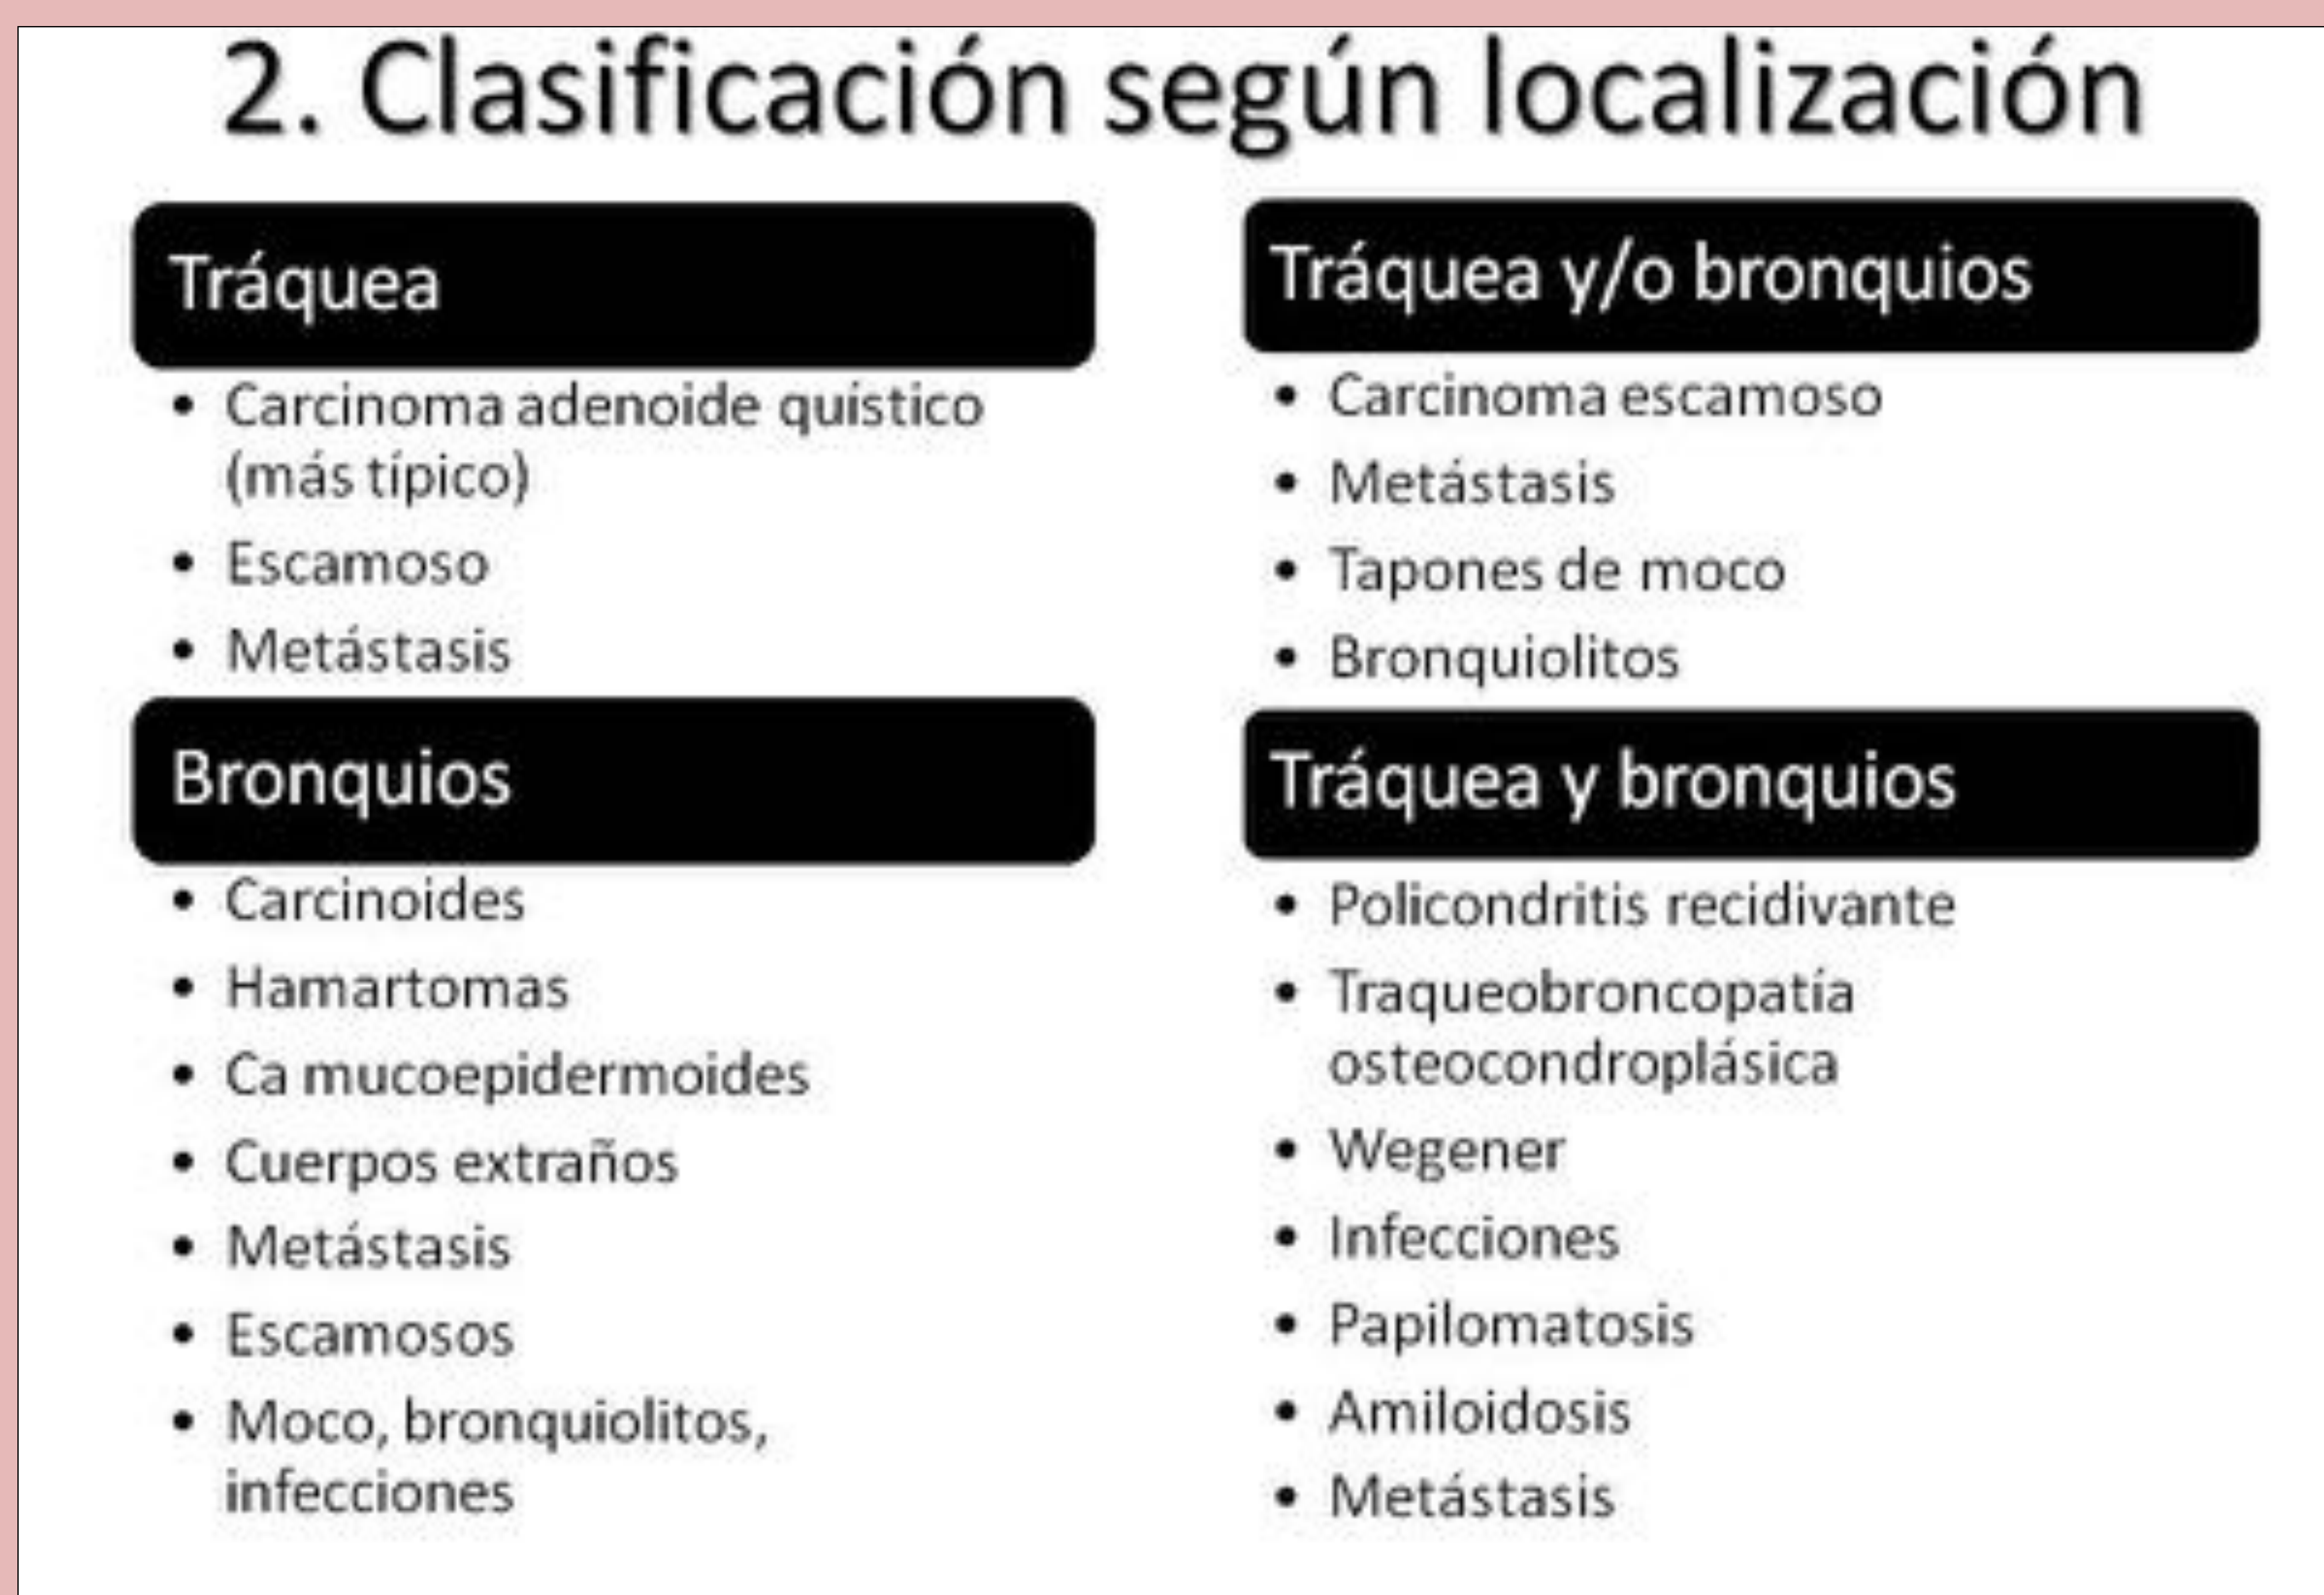 2. Clasificación según localización
Tráquea
• Carcinoma adenoide quístico
(más típico)
• Escamoso
• Metástasis
Bronquios
• Carcinoides
• Hamartomas
• Ca mucoepidermoides
• Cuerpos extraños
• Metástasis
• Escamosos
• Moco, bronquiolitos,
infecciones
Tráquea y/o bronquios
• Carcinoma escamoso
• Metástasis
• Tapones de moco
• Bronquiolitos
Tráquea y bronquios
• Policondritis recidivante
• Traqueobroncopatía
osteocondroplásica
• Wegener
• Infecciones
• Papilomatosis
• Amiloidosis
• Metástasis